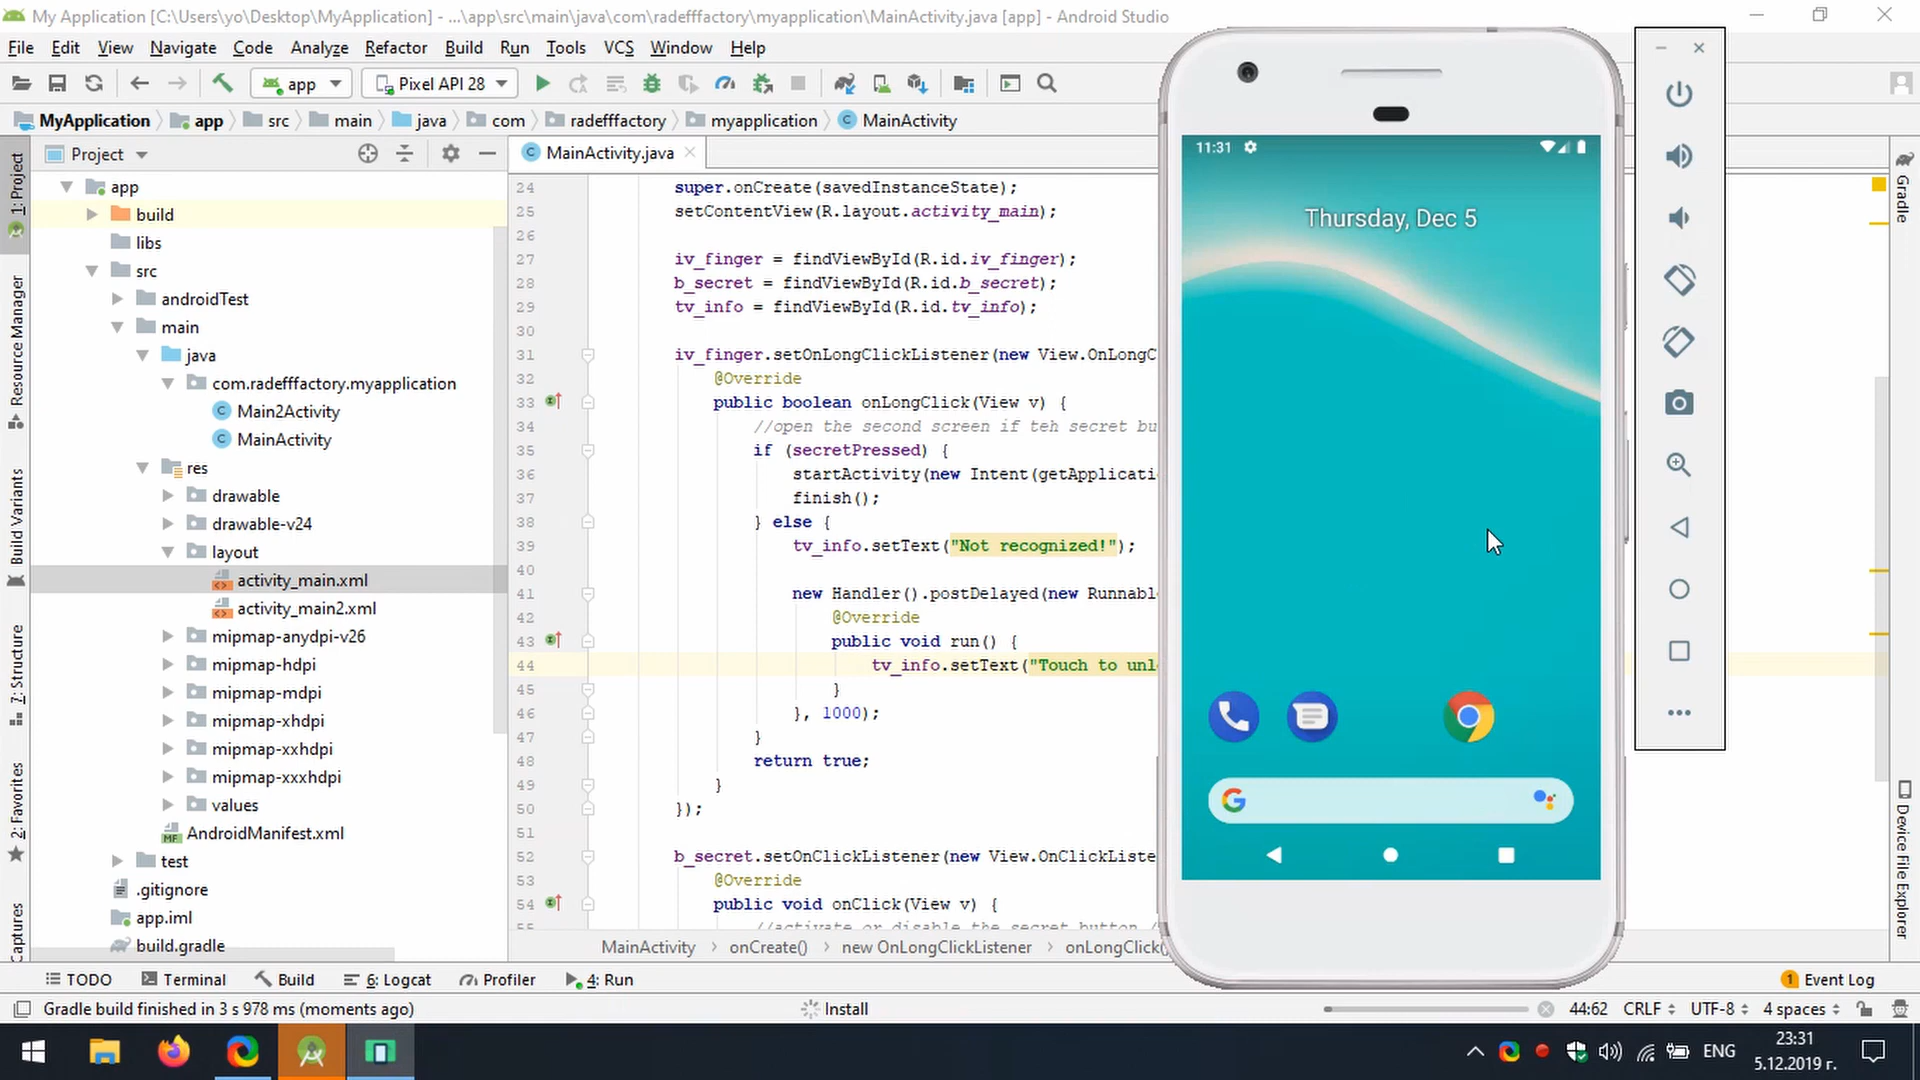 My Application [C:\Users\yo\Desktop\MyApplication] - ...\app\src\main\java\com\radefffactory\myapplication\MainActivity.java [app] - Android Studio
File Edit View Navigate Code Analyze Refactor Build Run Tools VCS Window Help
app Pixel API 28
MyApplication app src main java com radefffactory myapplication MainActivity
Project MainActivity.java
app
build
libs
src
androidTest
main
java
com.radefffactory.myapplication
Main2Activity
MainActivity
res
drawable
drawable-v24
layout
activity_main.xml
activity_main2.xml
mipmap-anydpi-v26
mipmap-hdpi
mipmap-mdpi
mipmap-xhdpi
mipmap-xxhdpi
mipmap-xxxhdpi
values
AndroidManifest.xml
test
.gitignore
app.iml
build.gradle
1: Project
Resource Manager
Build Variants
7: Structure
2: Favorites
Captures
24 super.onCreate(savedInstanceState);
25 setContentView(R.layout.activity_main);
26
27 iv_finger = findViewById(R.id.iv_finger);
28 b_secret = findViewById(R.id.b_secret);
29 tv_info = findViewById(R.id.tv_info);
30
31 iv_finger.setOnLongClickListener(new View.OnLongC
32 @Override
33 public boolean onLongClick(View v) {
34 //open the second screen if teh secret bu
35 if (secretPressed) {
36 startActivity(new Intent(getApplicati
37 finish();
38 } else {
39 tv_info.setText("Not recognized!");
40
41 new Handler().postDelayed(new Runnabl
42 @Override
43 public void run() {
44 tv_info.setText("Touch to unl
45 }
46 }, 1000);
47 }
48 return true;
49 }
50 });
51
52 b_secret.setOnClickListener(new View.OnClickListe
53 @Override
54 public void onClick(View v) {
55 //activate or disable the secret button
MainActivity onCreate() new OnLongClickListener onLongClick(
11:31
Thursday, Dec 5
Gradle
Device File Explorer
TODO Terminal Build 6: Logcat Profiler 4: Run 1 Event Log
Gradle build finished in 3 s 978 ms (moments ago) Install 44:62 CRLF UTF-8 4 spaces
ENG 23:31
5.12.2019 г.